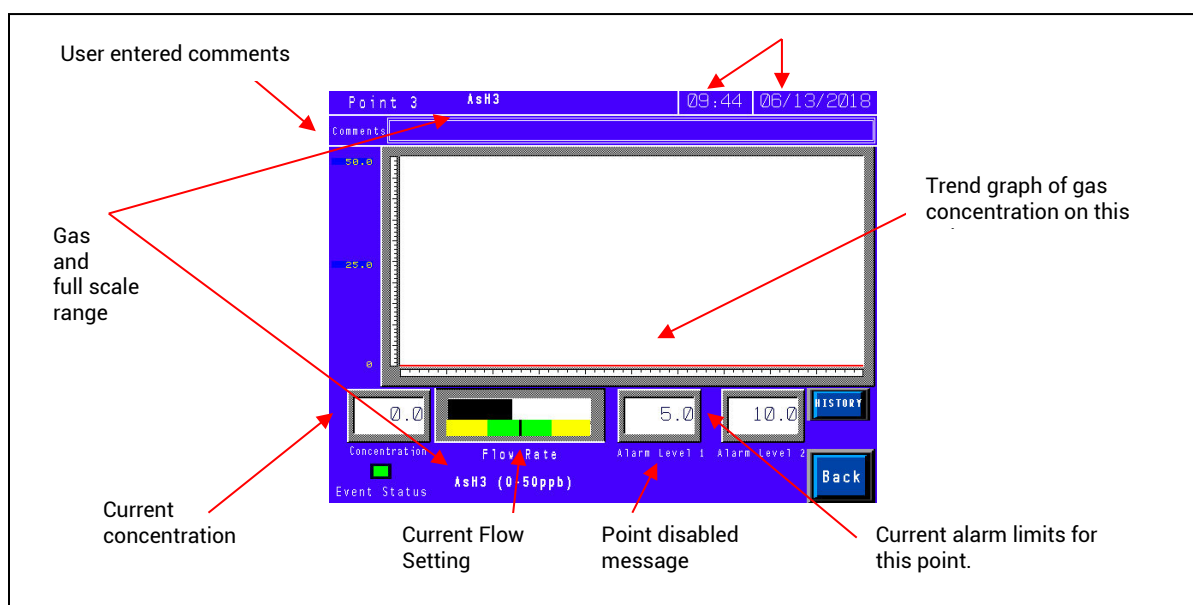 User entered comments
Point 3 AsH3 09:44 06/13/2018
Comments
50.0
25.0
0
Trend graph of gas
concentration on this
Gas
and
full scale
range
0.0
5.0
10.0
HISTORY
Concentration
Flow Rate
Alarm Level 1
Alarm Level 2
Event Status
AsH3 (0-50ppb)
Back
Current
concentration
Current Flow
Setting
Point disabled
message
Current alarm limits for
this point.